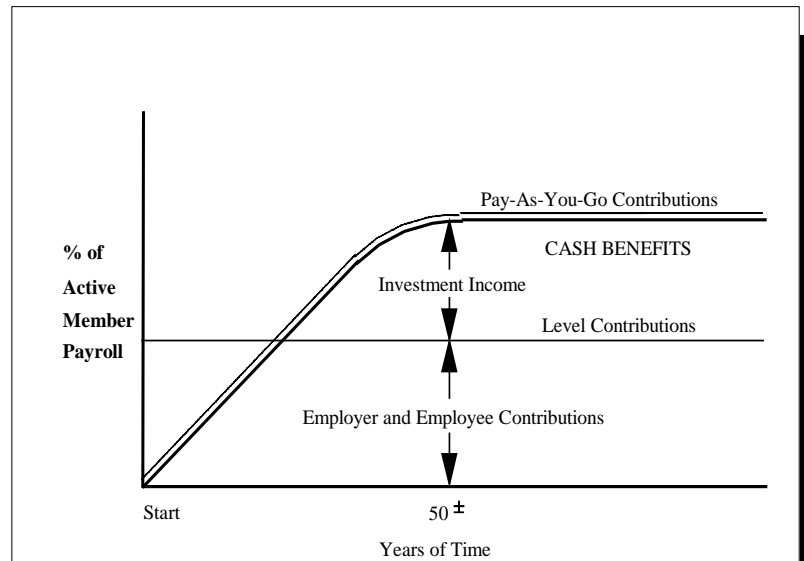 Pay-As-You-Go Contributions
% of
Active
Member
Payroll
CASH BENEFITS
Investment Income
Level Contributions
Employer and Employee Contributions
Start
50 ±
Years of Time